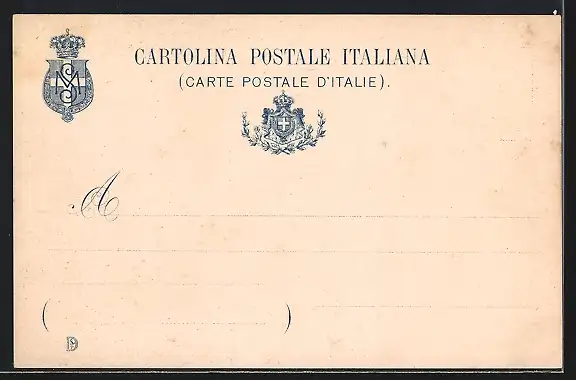 CARTOLINA POSTALE ITALIANA
(CARTE POSTALE D'ITALIE).
A
( )